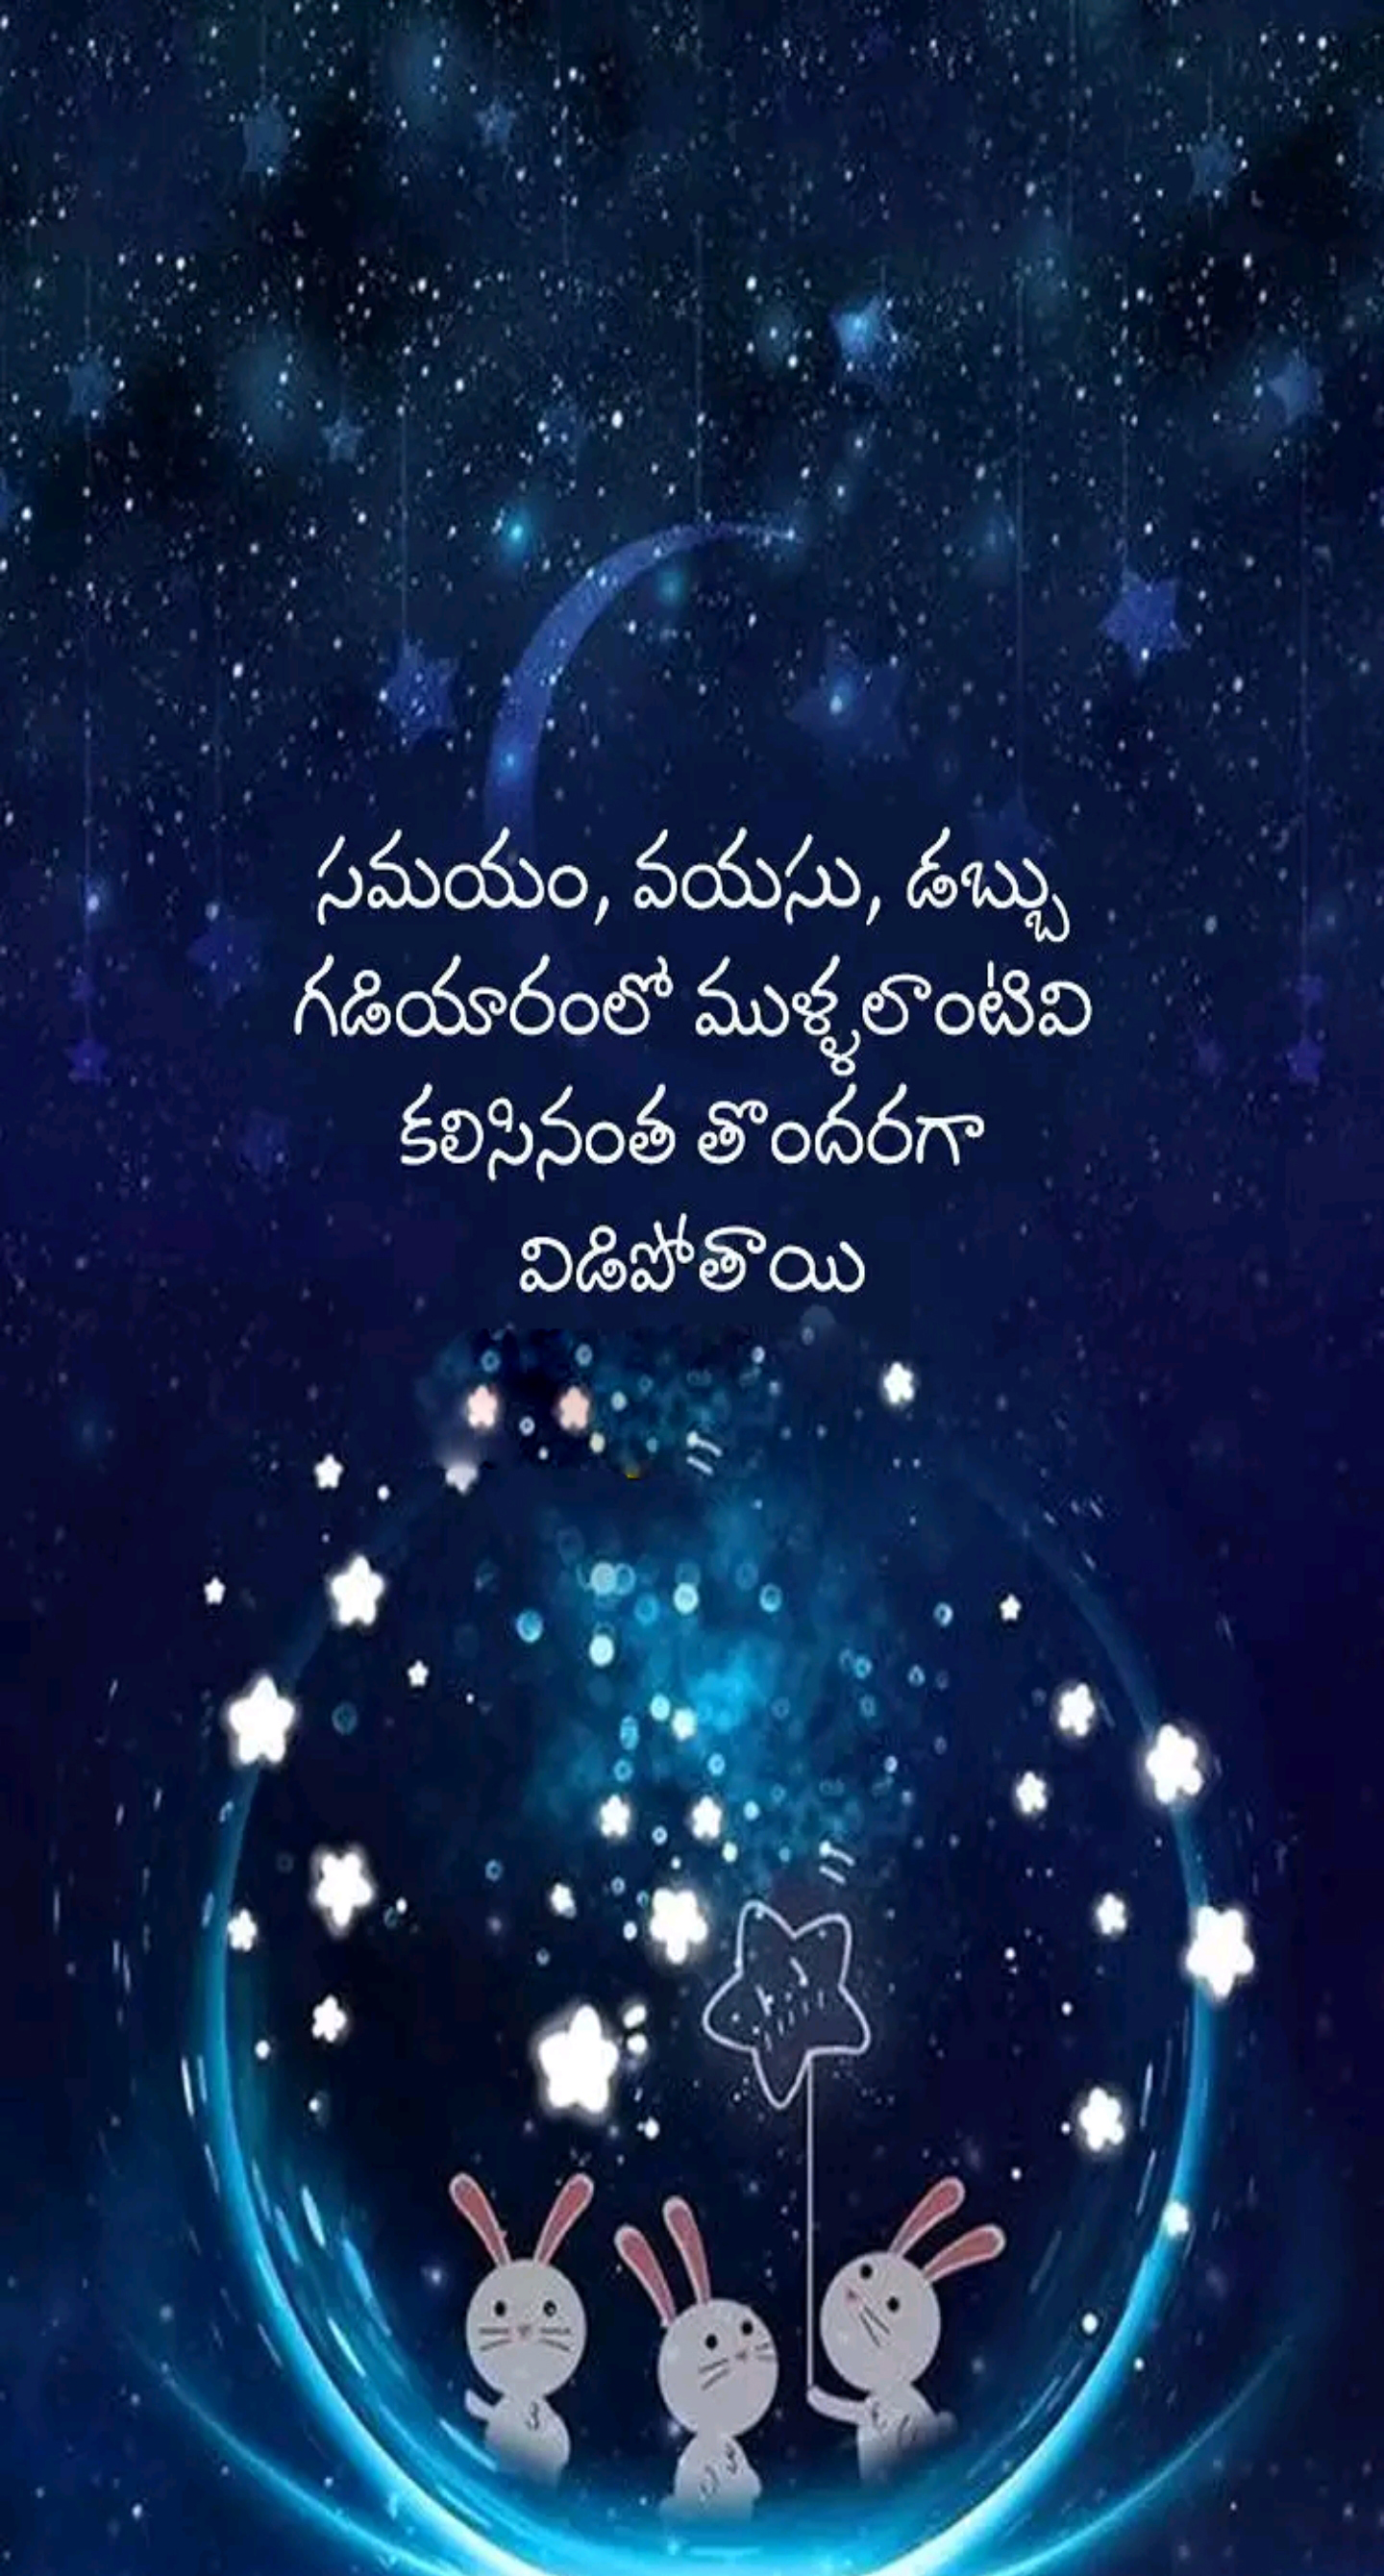 సమయం, వయసు, డబ్బు
గడియారంలో ముళ్ళలాంటివి
కలిసినంత తొందరగా
విడిపోతాయి